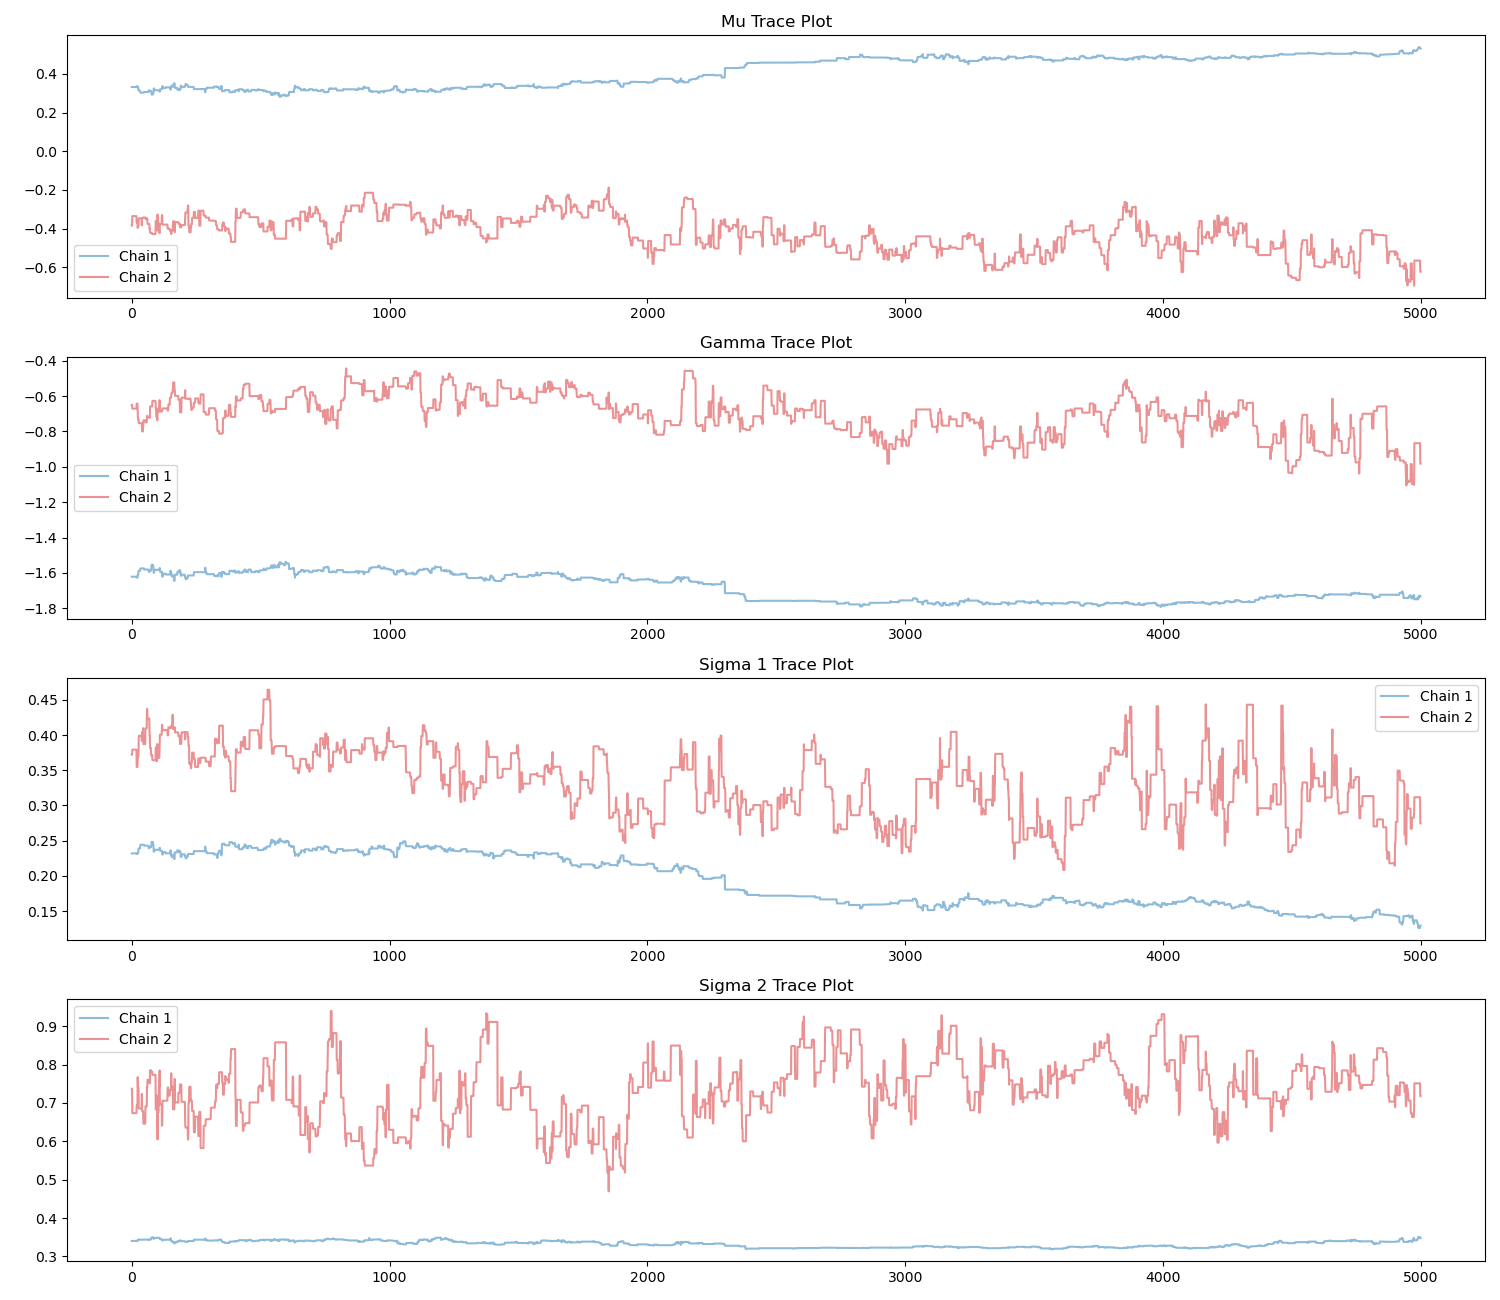 Mu Trace Plot
0.4
0.2
0.0
−0.2
−0.4
−0.6
Chain 1
Chain 2
0 1000 2000 3000 4000 5000
Gamma Trace Plot
−0.4
−0.6
−0.8
−1.0
−1.2
−1.4
−1.6
−1.8
Chain 1
Chain 2
0 1000 2000 3000 4000 5000
Sigma 1 Trace Plot
0.45
0.40
0.35
0.30
0.25
0.20
0.15
Chain 1
Chain 2
0 1000 2000 3000 4000 5000
Sigma 2 Trace Plot
0.9
0.8
0.7
0.6
0.5
0.4
0.3
Chain 1
Chain 2
0 1000 2000 3000 4000 5000